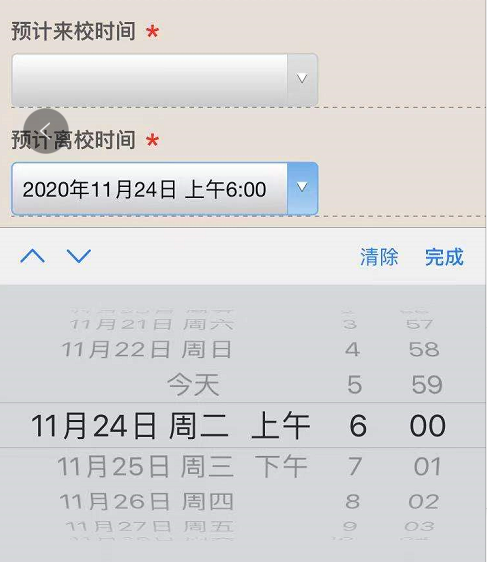 预计来校时间 *
预计离校时间 *
2020年11月24日 上午6:00
清除 完成
11月21日 周六 3 57
11月22日 周日 4 58
今天 5 59
11月24日 周二 上午 6 00
11月25日 周三 下午 7 01
11月26日 周四 8 02
11月27日 周五 9 03